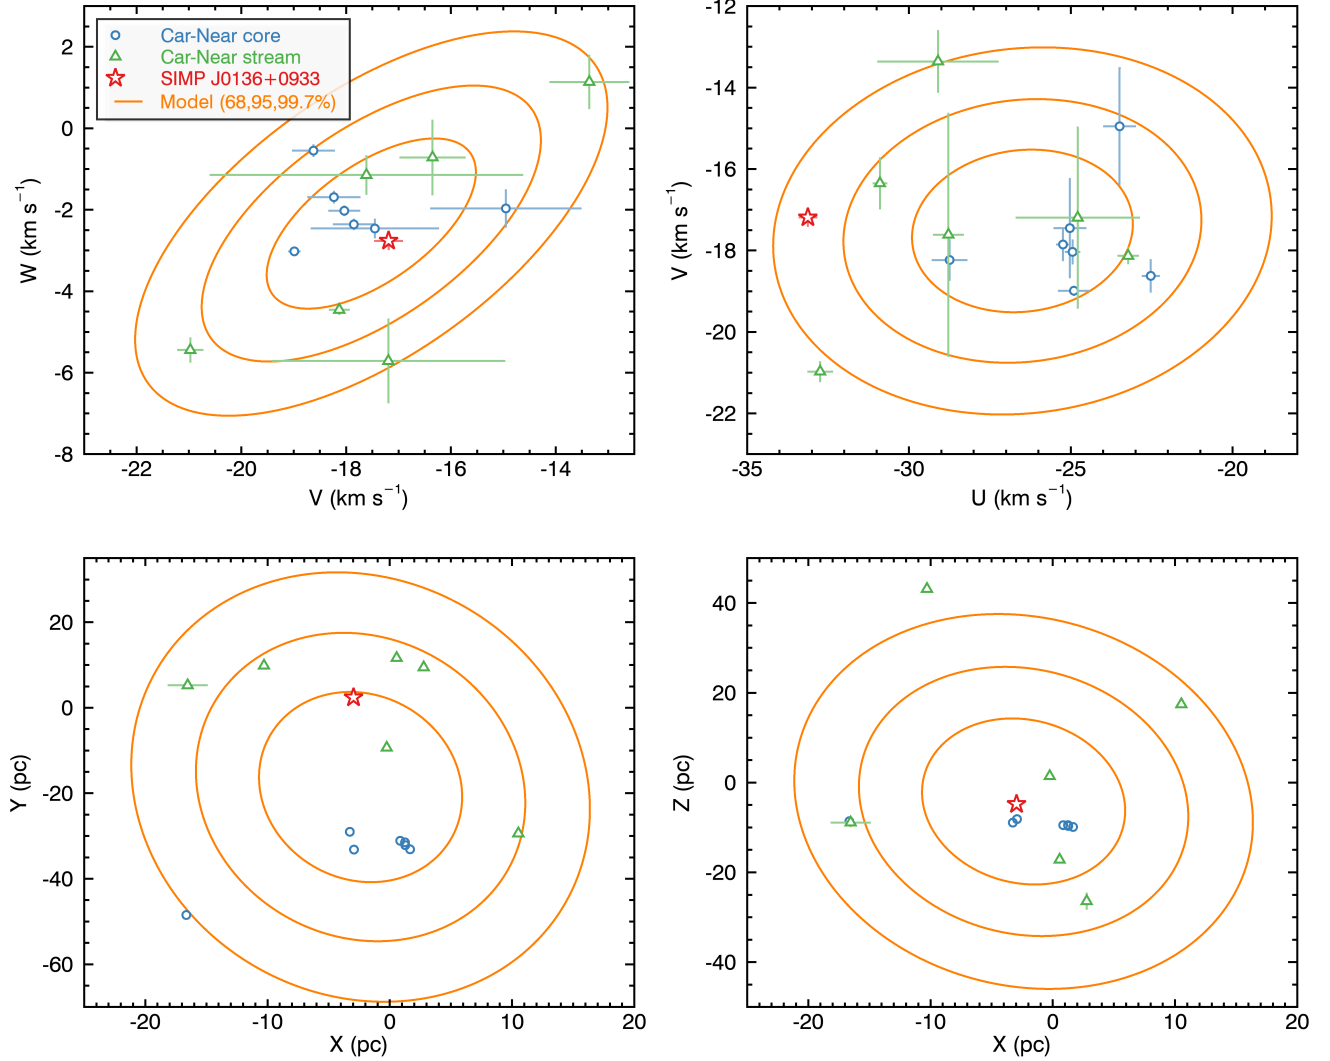 Car-Near core
Car-Near stream
SIMP J0136+0933
Model (68,95,99.7%)
2
0
-2
-4
-6
-8
W (km s⁻¹)
-22 -20 -18 -16 -14
V (km s⁻¹)
-12
-14
-16
-18
-20
-22
V (km s⁻¹)
-35 -30 -25 -20
U (km s⁻¹)
20
0
-20
-40
-60
Y (pc)
-20 -10 0 10 20
X (pc)
40
20
0
-20
-40
Z (pc)
-20 -10 0 10 20
X (pc)